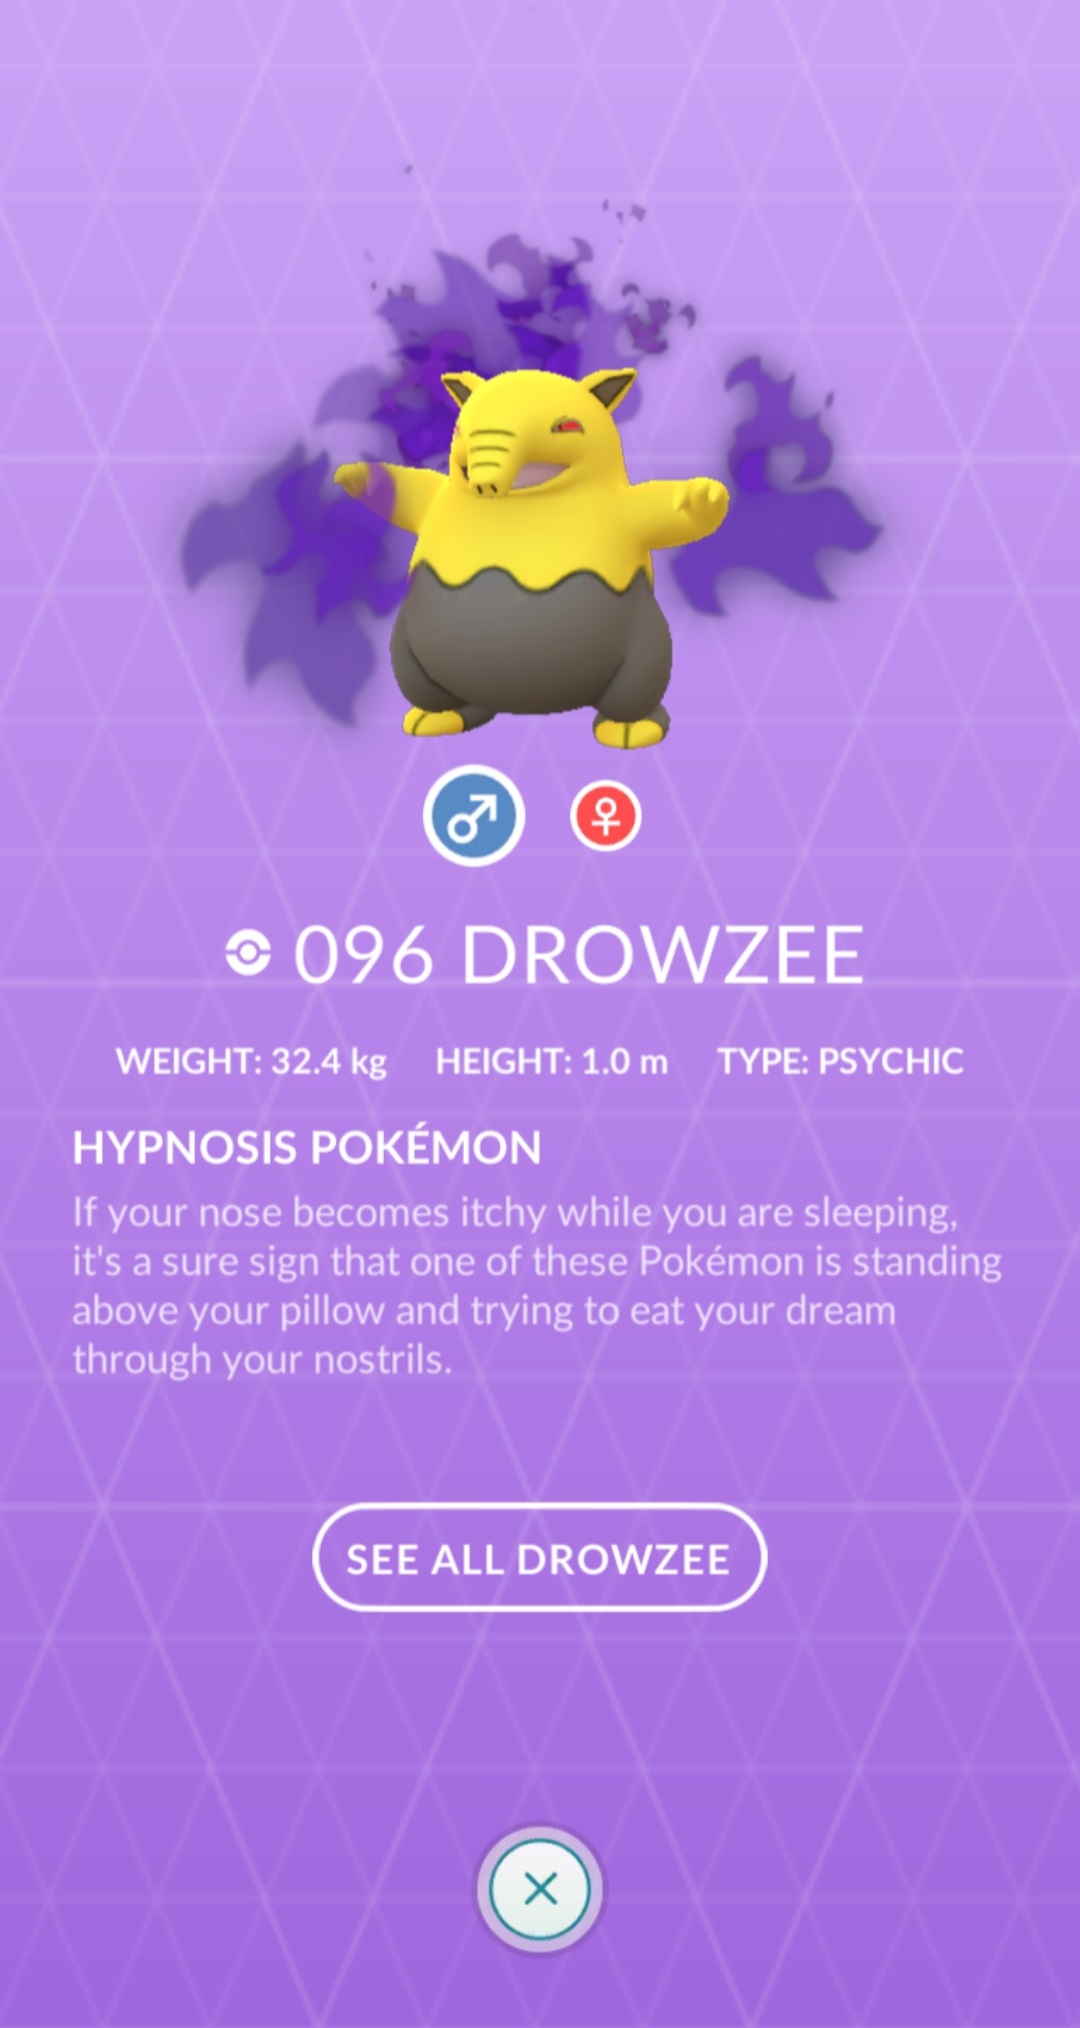 096 DROWZEE
WEIGHT: 32.4 kg HEIGHT: 1.0 m TYPE: PSYCHIC
HYPNOSIS POKÉMON
If your nose becomes itchy while you are sleeping,
it's a sure sign that one of these Pokémon is standing
above your pillow and trying to eat your dream
through your nostrils.
SEE ALL DROWZEE